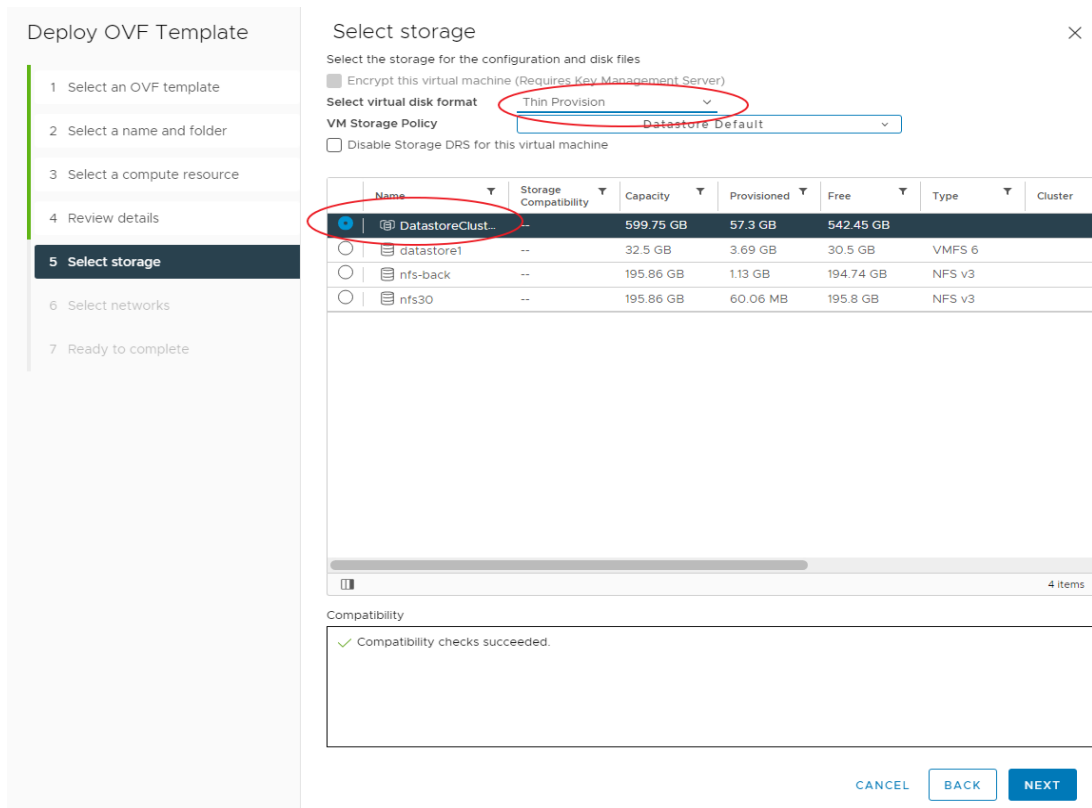 Deploy OVF Template
1 Select an OVF template
2 Select a name and folder
3 Select a compute resource
4 Review details
5 Select storage
6 Select networks
7 Ready to complete
Select storage
Select the storage for the configuration and disk files
Encrypt this virtual machine (Requires Key Management Server)
Select virtual disk format Thin Provision
VM Storage Policy Datastore Default
Disable Storage DRS for this virtual machine
Name Storage Compatibility Capacity Provisioned Free Type Cluster
DatastoreClust... -- 599.75 GB 57.3 GB 542.45 GB
datastore1 -- 32.5 GB 3.69 GB 30.5 GB VMFS 6
nfs-back -- 195.86 GB 1.13 GB 194.74 GB NFS v3
nfs30 -- 195.86 GB 60.06 MB 195.8 GB NFS v3
4 items
Compatibility
Compatibility checks succeeded.
CANCEL BACK NEXT